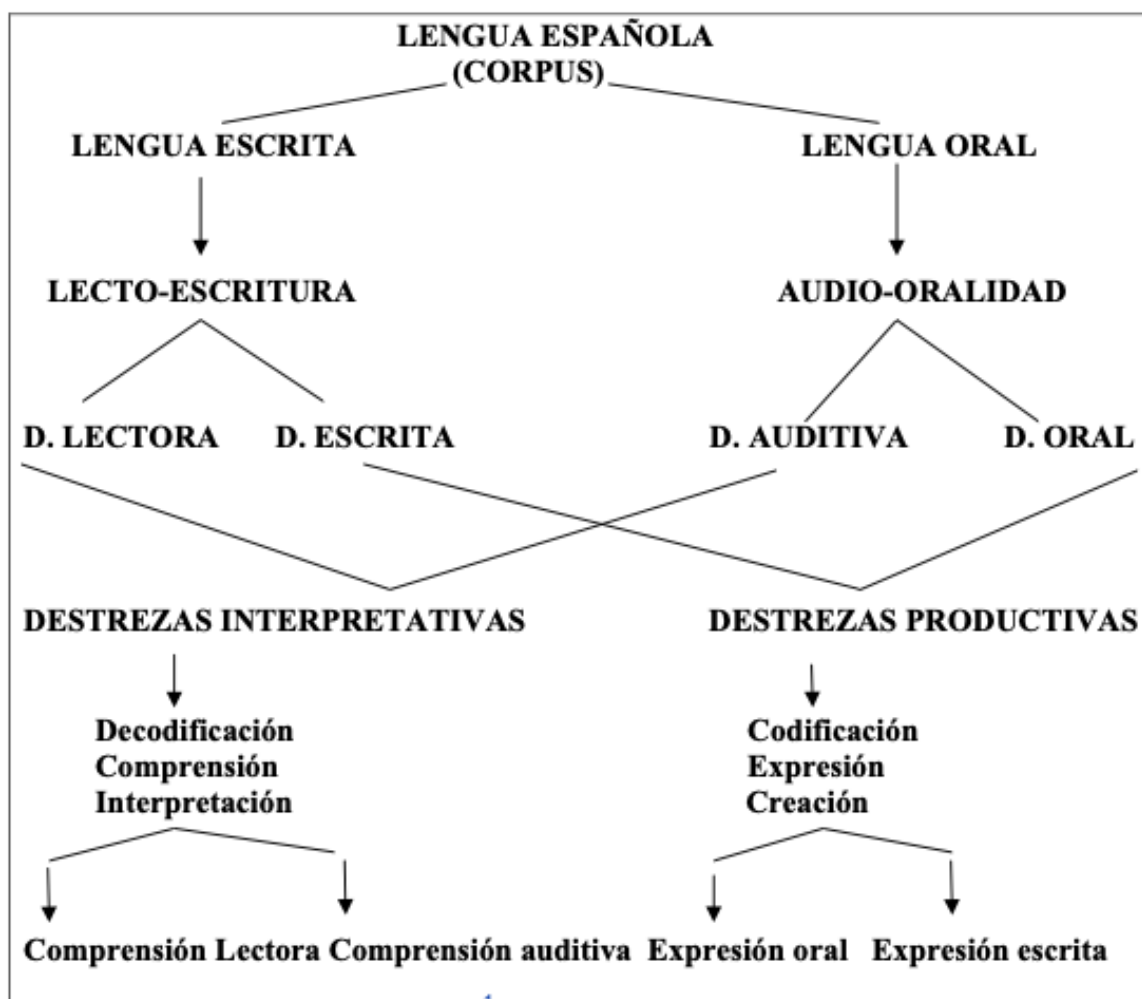 LENGUA ESPAÑOLA
(CORPUS)
LENGUA ESCRITA LENGUA ORAL
LECTO-ESCRITURA AUDIO-ORALIDAD
D. LECTORA D. ESCRITA D. AUDITIVA D. ORAL
DESTREZAS INTERPRETATIVAS DESTREZAS PRODUCTIVAS
Decodificación Codificación
Comprensión Expresión
Interpretación Creación
Comprensión Lectora Comprensión auditiva Expresión oral Expresión escrita